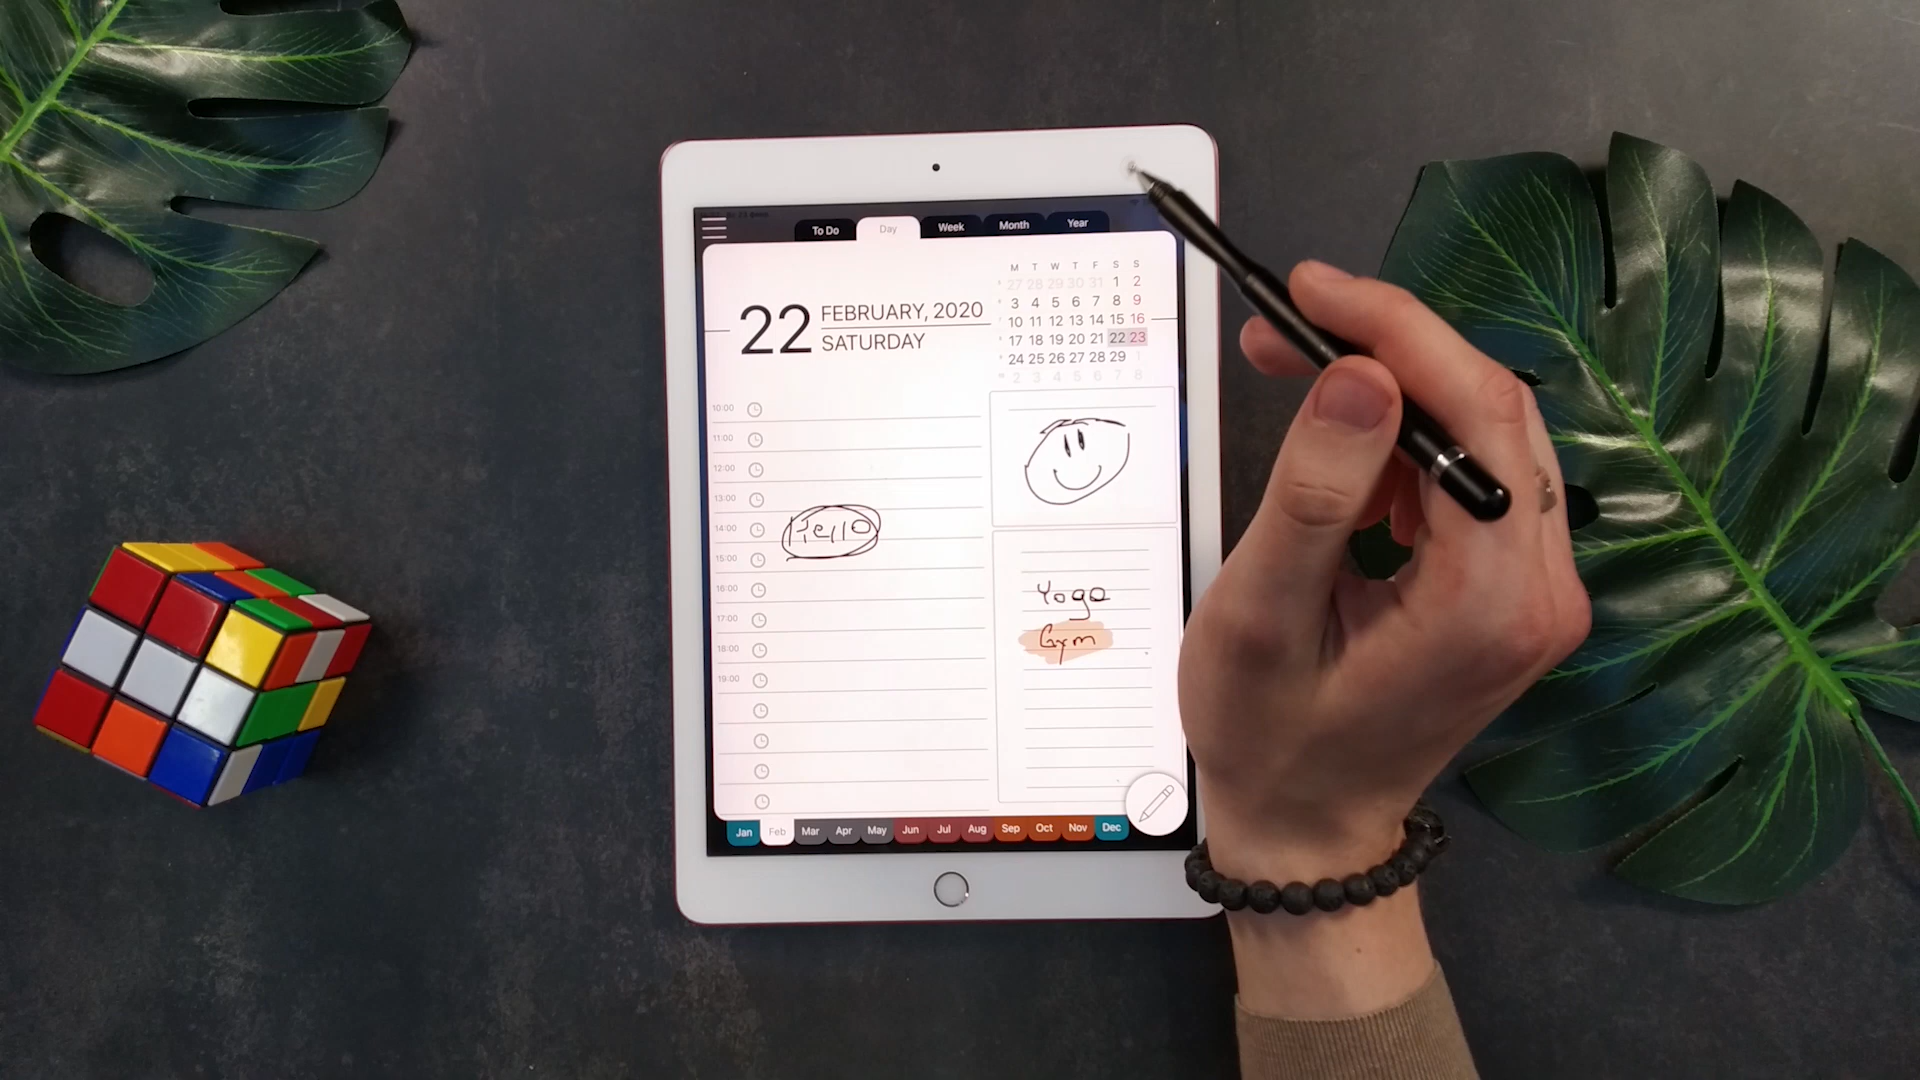 To Do Day Week Month Year
22
FEBRUARY, 2020
SATURDAY
M T W T F S S
27 28 29 30 31 1 2
3 4 5 6 7 8 9
10 11 12 13 14 15 16
17 18 19 20 21 22 23
24 25 26 27 28 29 1
2 3 4 5 6 7 8
10:00
11:00
12:00
13:00
14:00
Hello
15:00
16:00
17:00
18:00
19:00
Yoga
Gym
Jan Feb Mar Apr May Jun Jul Aug Sep Oct Nov Dec